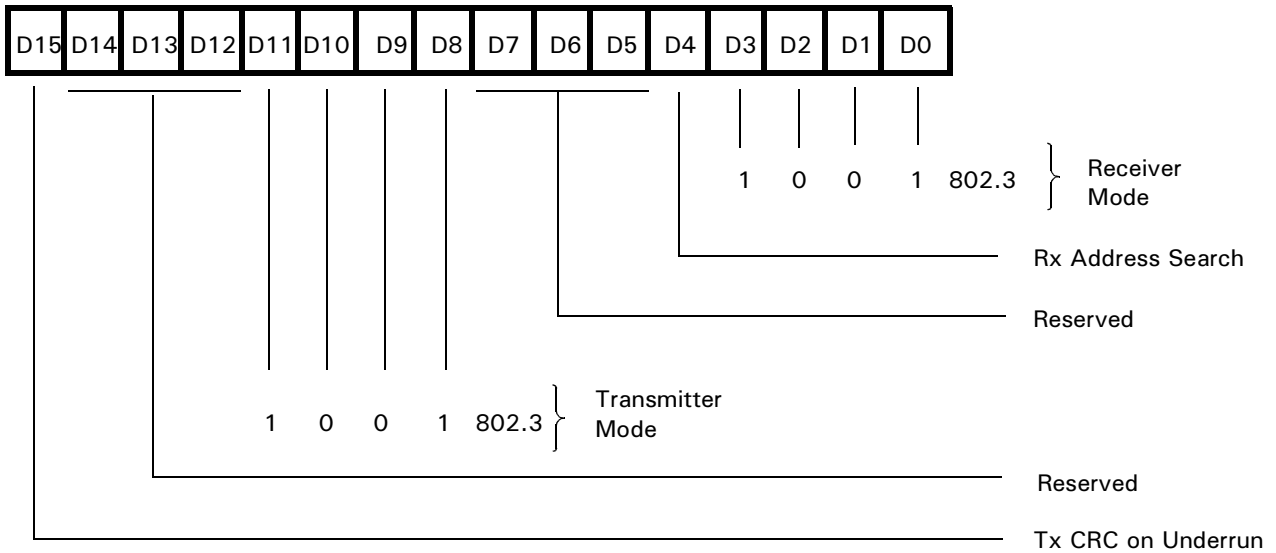 D15 D14 D13 D12 D11 D10 D9 D8 D7 D6 D5 D4 D3 D2 D1 D0
1 0 0 1 802.3 Receiver
Mode
Rx Address Search
Reserved
1 0 0 1 802.3 Transmitter
Mode
Reserved
Tx CRC on Underrun